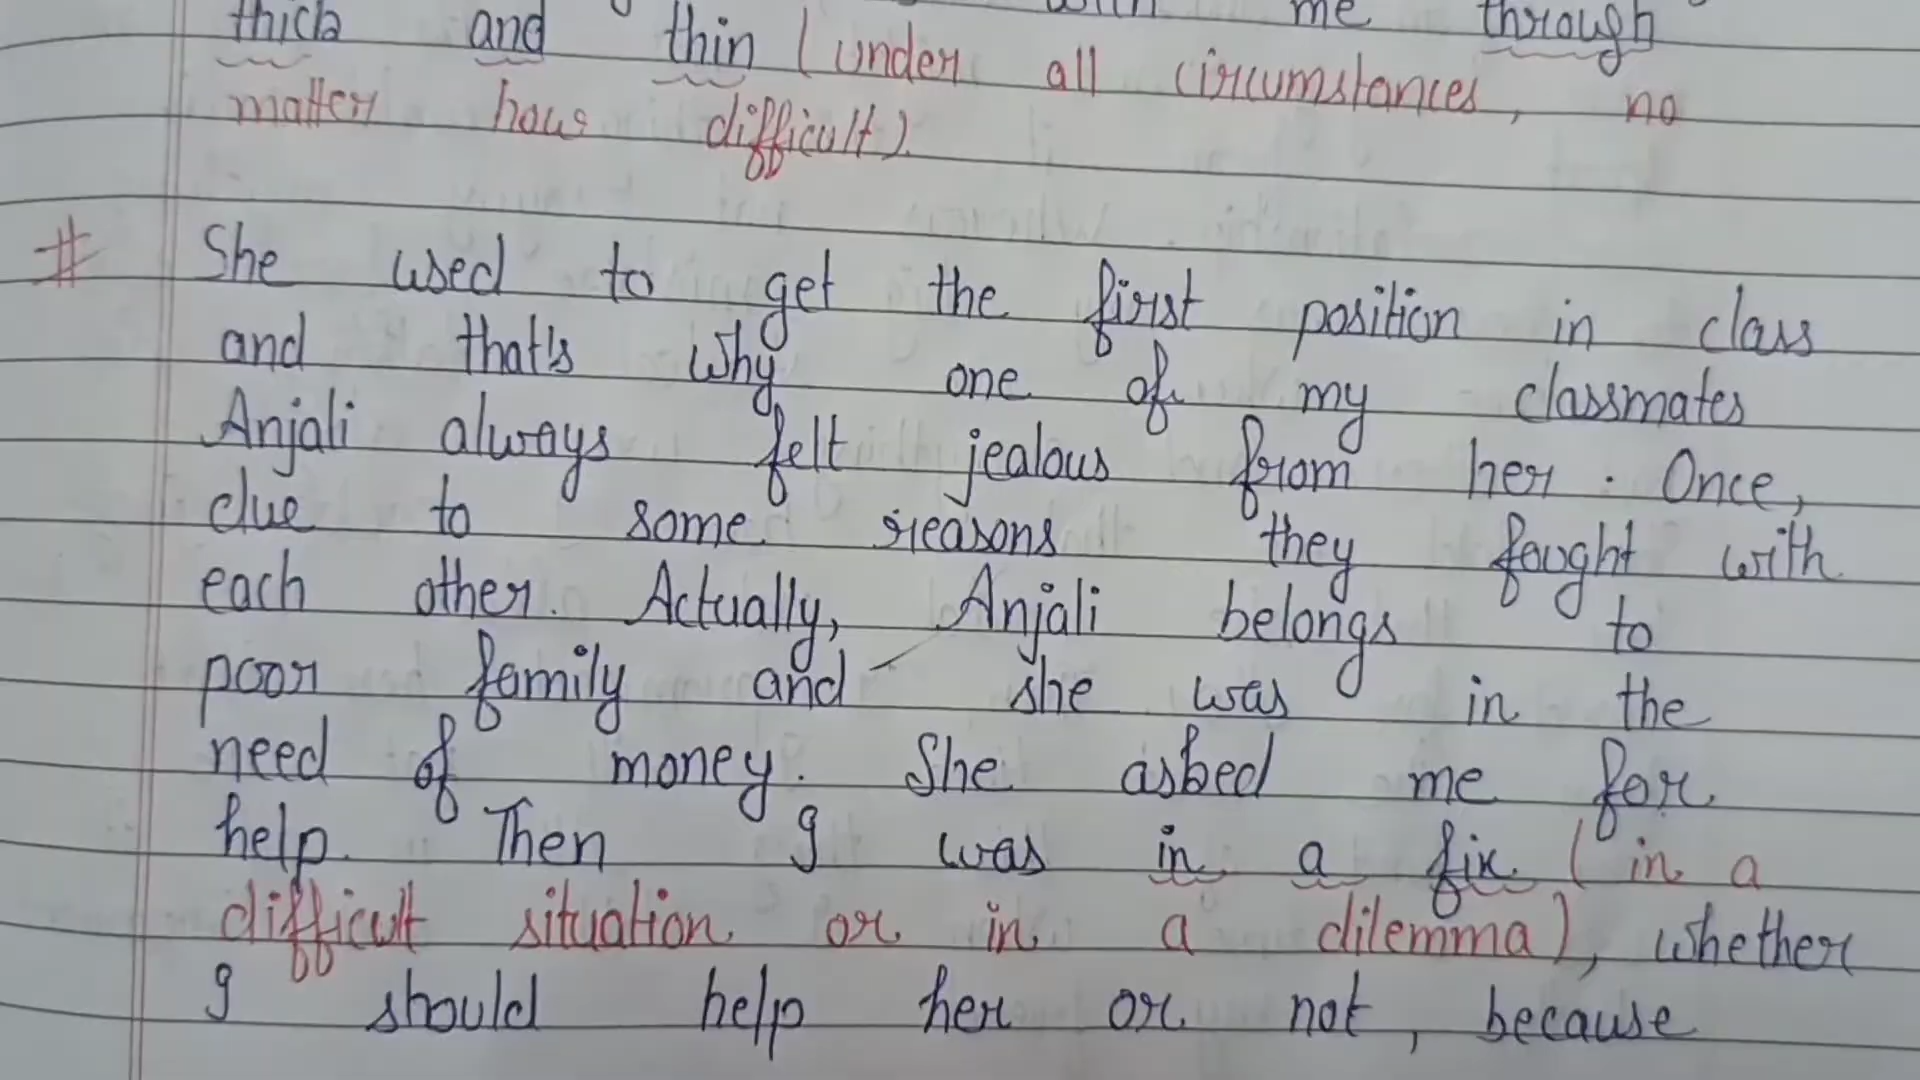 with me through
thick and thin (under all circumstances, no
matter how difficult).
# She used to get the first position in class
and that's why one of my classmates
Anjali always felt jealous from her. Once,
due to some reasons they fought with
each other. Actually, Anjali belongs to
poor family and she was in the
need of money. She asked me for
help. Then I was in a fix (in a
difficult situation or in a dilemma), whether
I should help her or not, because